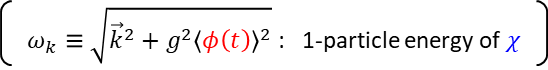 ω_k ≡ √(k⃗² + g²⟨ϕ(t)⟩²) : 1-particle energy of χ